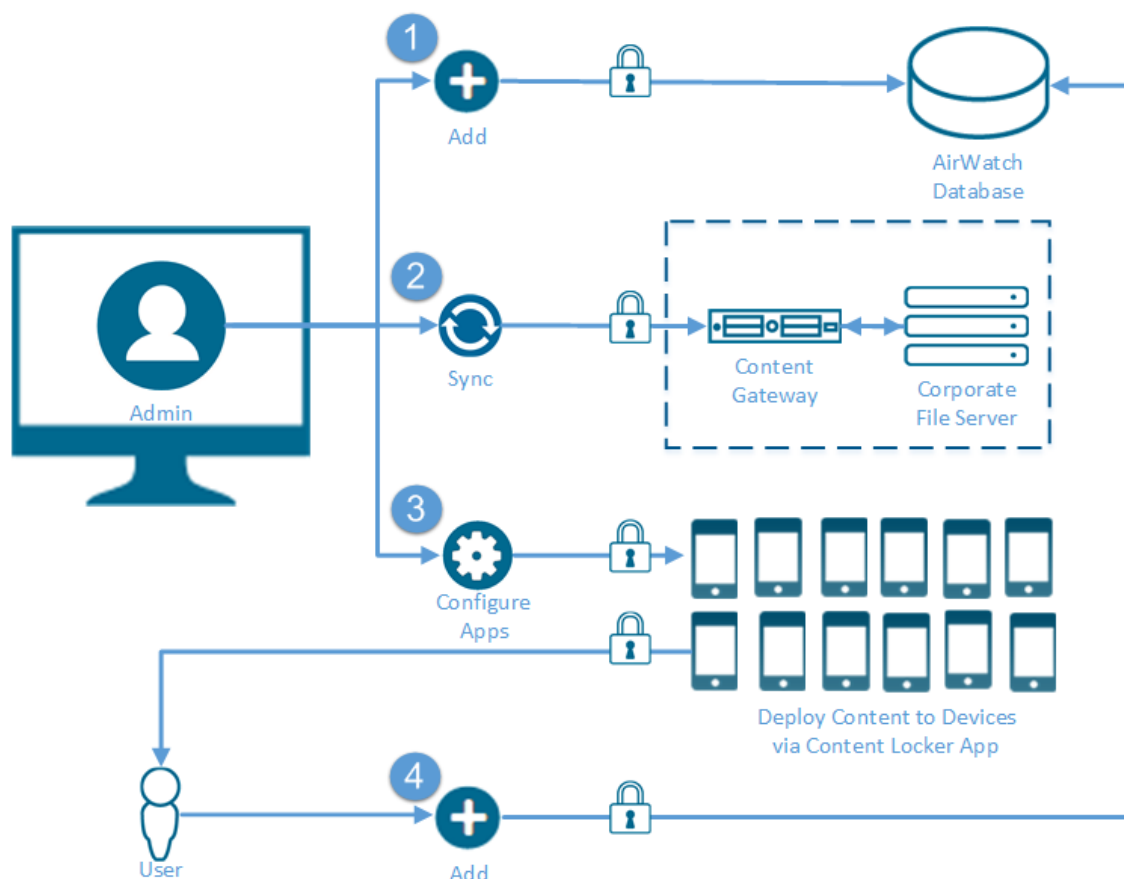 1
Add
AirWatch
Database
2
Sync
Content
Gateway
Corporate
File Server
Admin
3
Configure
Apps
Deploy Content to Devices
via Content Locker App
4
User
Add